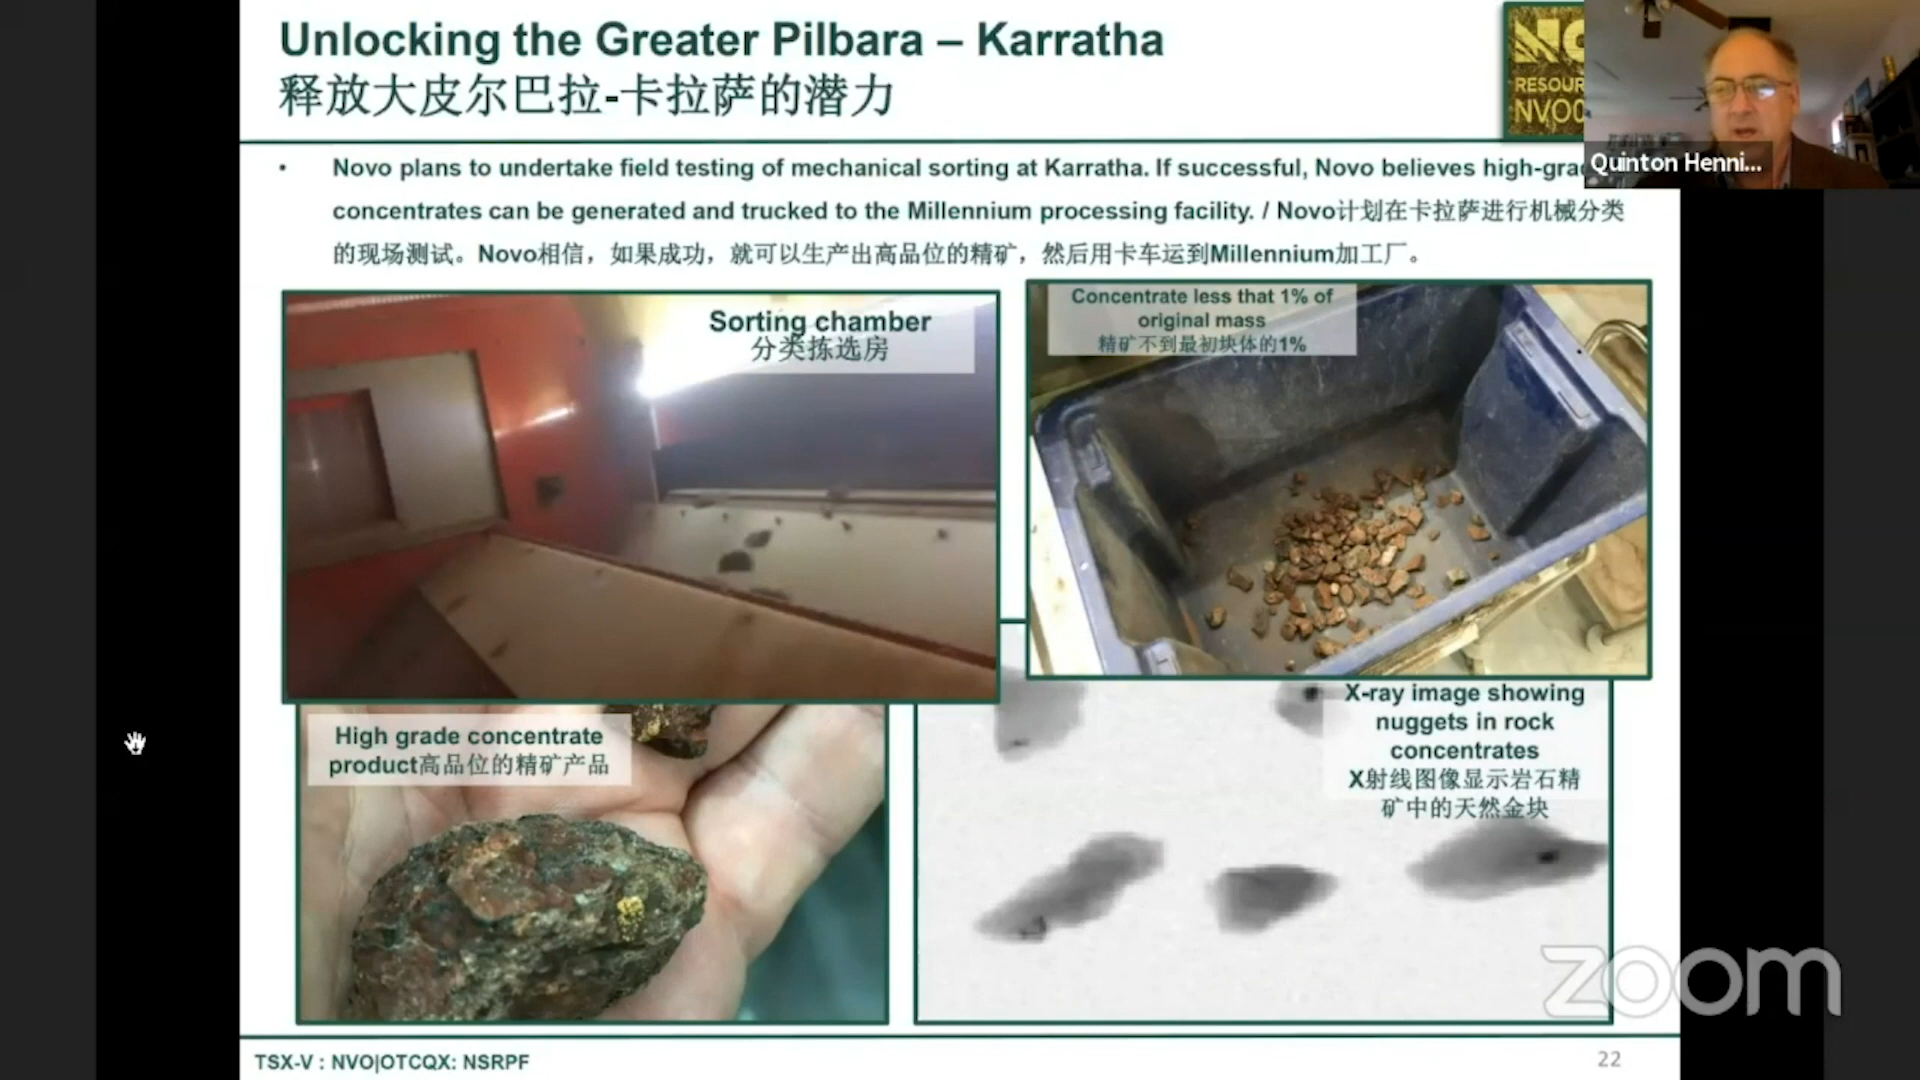 Unlocking the Greater Pilbara – Karratha
释放大皮尔巴拉-卡拉萨的潜力
RESOUR
NVO
Quinton Henni...
• Novo plans to undertake field testing of mechanical sorting at Karratha. If successful, Novo believes high-gra
concentrates can be generated and trucked to the Millennium processing facility. / Novo计划在卡拉萨进行机械分类
的现场测试。Novo相信，如果成功，就可以生产出高品位的精矿，然后用卡车运到Millennium加工厂。
Sorting chamber
分类拣选房
Concentrate less that 1% of
original mass
精矿不到最初块体的1%
High grade concentrate
product高品位的精矿产品
X-ray image showing
nuggets in rock
concentrates
X射线图像显示岩石精
矿中的天然金块
zoom
TSX-V : NVO|OTCQX: NSRPF
22